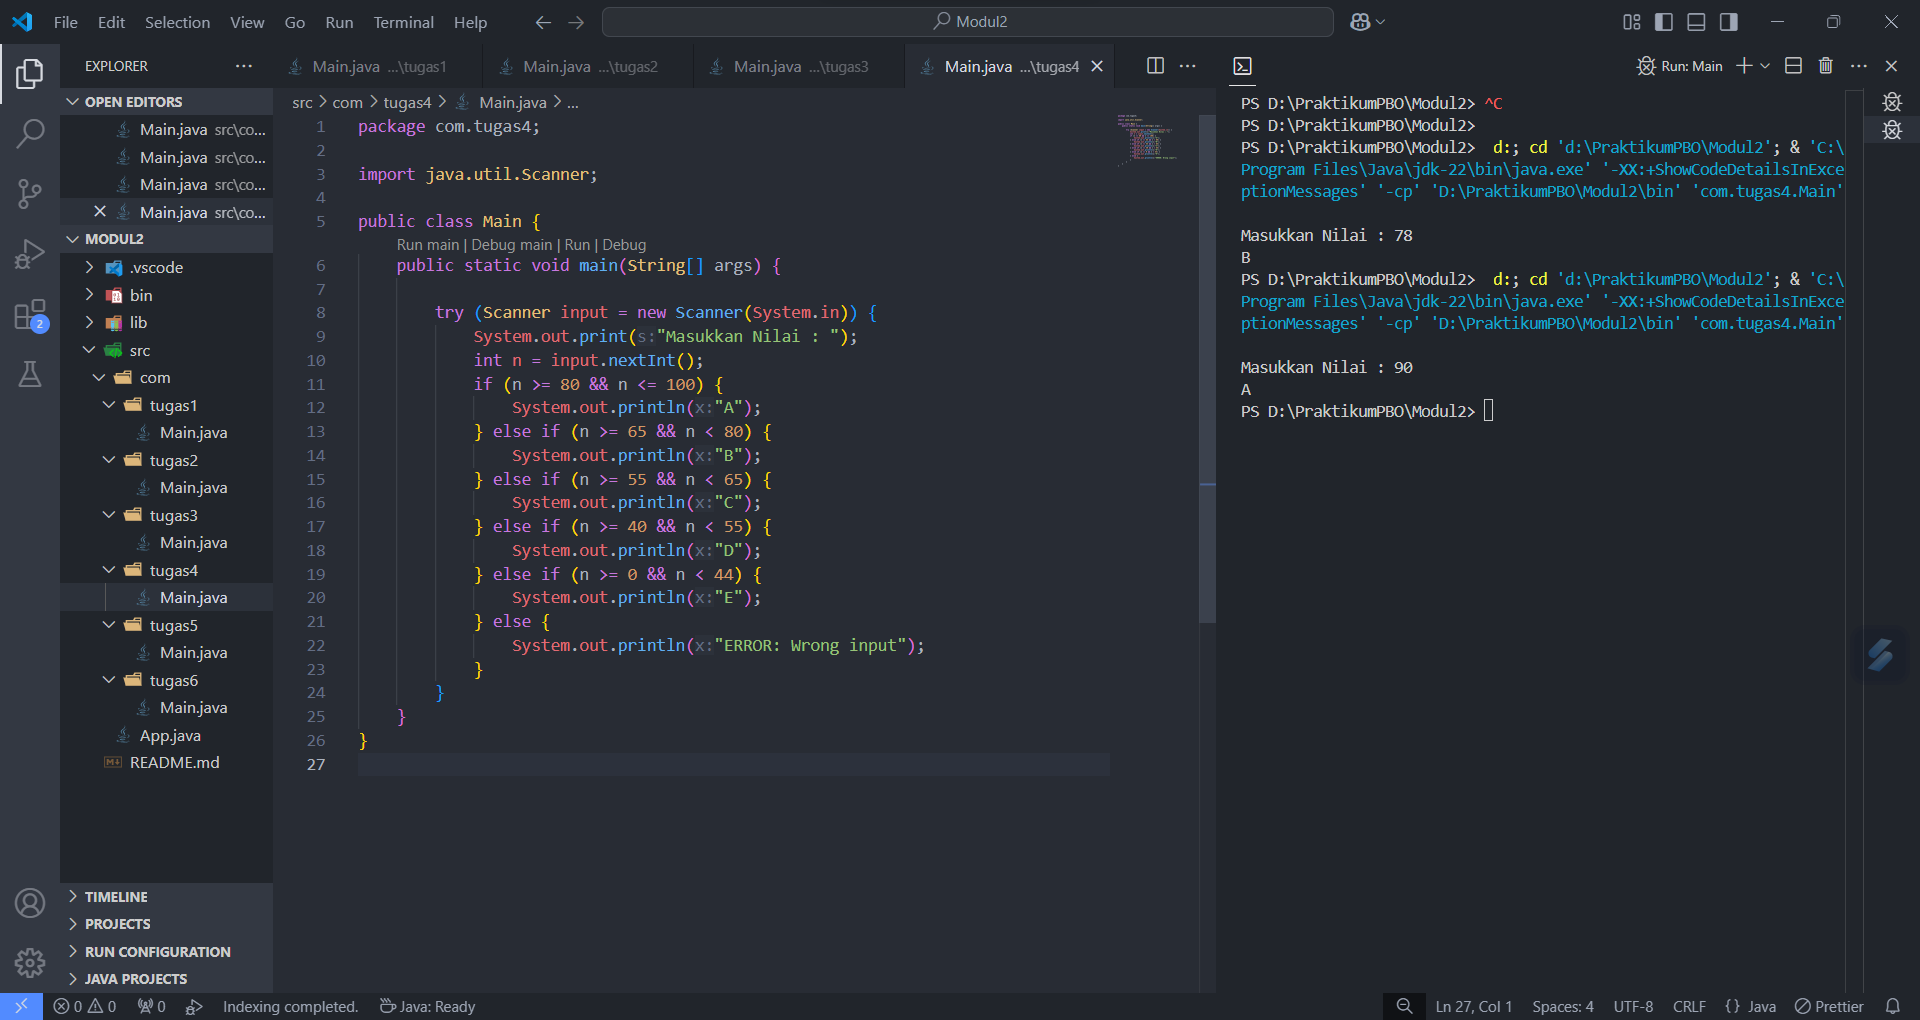 File Edit Selection View Go Run Terminal Help
Modul2
EXPLORER
OPEN EDITORS
Main.java src\co...
Main.java src\co...
Main.java src\co...
Main.java src\co...
MODUL2
.vscode
bin
lib
src
com
tugas1
Main.java
tugas2
Main.java
tugas3
Main.java
tugas4
Main.java
tugas5
Main.java
tugas6
Main.java
App.java
README.md
TIMELINE
PROJECTS
RUN CONFIGURATION
JAVA PROJECTS
2
Main.java ...\tugas1
Main.java ...\tugas2
Main.java ...\tugas3
Main.java ...\tugas4
src > com > tugas4 > Main.java > ...
1 package com.tugas4;
2
3 import java.util.Scanner;
4
5 public class Main {
Run main | Debug main | Run | Debug
6 public static void main(String[] args) {
7
8 try (Scanner input = new Scanner(System.in)) {
9 System.out.print(s:"Masukkan Nilai : ");
10 int n = input.nextInt();
11 if (n >= 80 && n <= 100) {
12 System.out.println(x:"A");
13 } else if (n >= 65 && n < 80) {
14 System.out.println(x:"B");
15 } else if (n >= 55 && n < 65) {
16 System.out.println(x:"C");
17 } else if (n >= 40 && n < 55) {
18 System.out.println(x:"D");
19 } else if (n >= 0 && n < 44) {
20 System.out.println(x:"E");
21 } else {
22 System.out.println(x:"ERROR: Wrong input");
23 }
24 }
25 }
26 }
27
Run: Main
PS D:\PraktikumPBO\Modul2> ^C
PS D:\PraktikumPBO\Modul2>
PS D:\PraktikumPBO\Modul2>  d:; cd 'd:\PraktikumPBO\Modul2'; & 'C:\
Program Files\Java\jdk-22\bin\java.exe' '-XX:+ShowCodeDetailsInExce
ptionMessages' '-cp' 'D:\PraktikumPBO\Modul2\bin' 'com.tugas4.Main'
Masukkan Nilai : 78
B
PS D:\PraktikumPBO\Modul2>  d:; cd 'd:\PraktikumPBO\Modul2'; & 'C:\
Program Files\Java\jdk-22\bin\java.exe' '-XX:+ShowCodeDetailsInExce
ptionMessages' '-cp' 'D:\PraktikumPBO\Modul2\bin' 'com.tugas4.Main'
Masukkan Nilai : 90
A
PS D:\PraktikumPBO\Modul2>
0 0 0 Indexing completed. Java: Ready
Ln 27, Col 1 Spaces: 4 UTF-8 CRLF {} Java Prettier